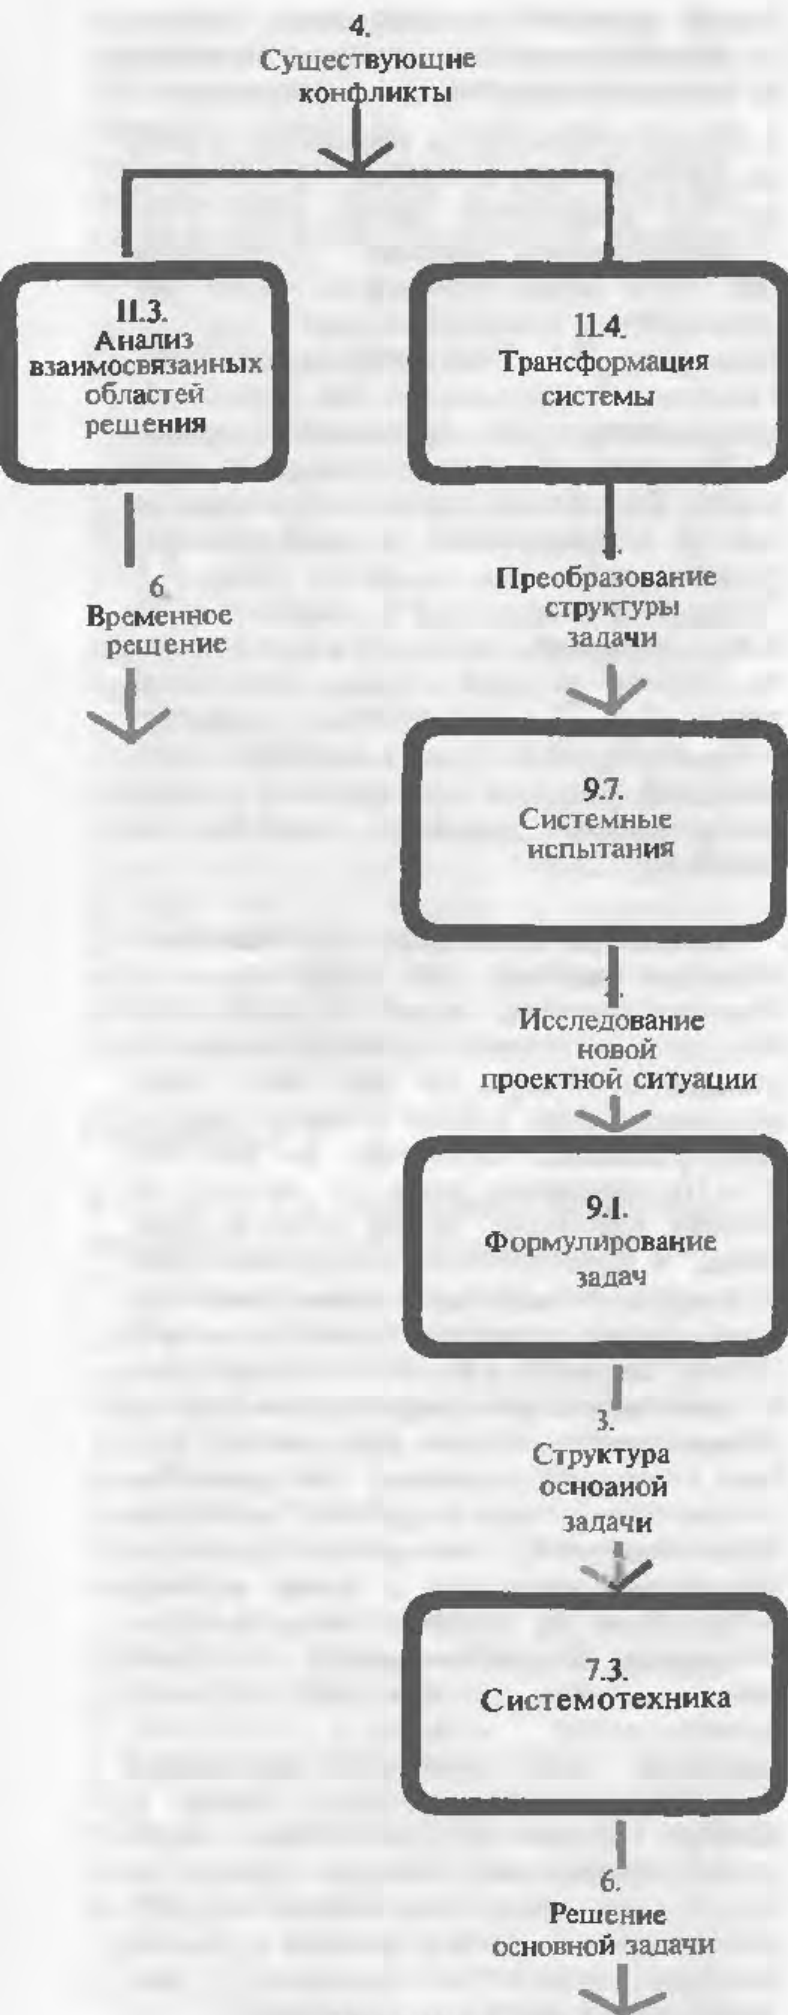 4.
Существующие
конфликты
11.3.
Анализ
взаимосвязаиных
областей
решения
11.4.
Трансформация
системы
6
Временное
рещение
Преобразование
структуры
задачи
9.7.
Системные
испытания
Исследование
новой
проектной ситуации
9.1.
Формулирование
задач
3.
Структура
осноаиой
задачи
7.3.
Системотехника
6.
Решение
основной задачи